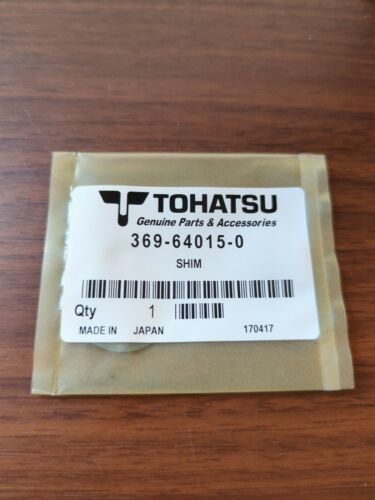 TOHATSU
Genuine Parts & Accessories
369-64015-0
SHIM
Qty 1
MADE IN JAPAN 170417